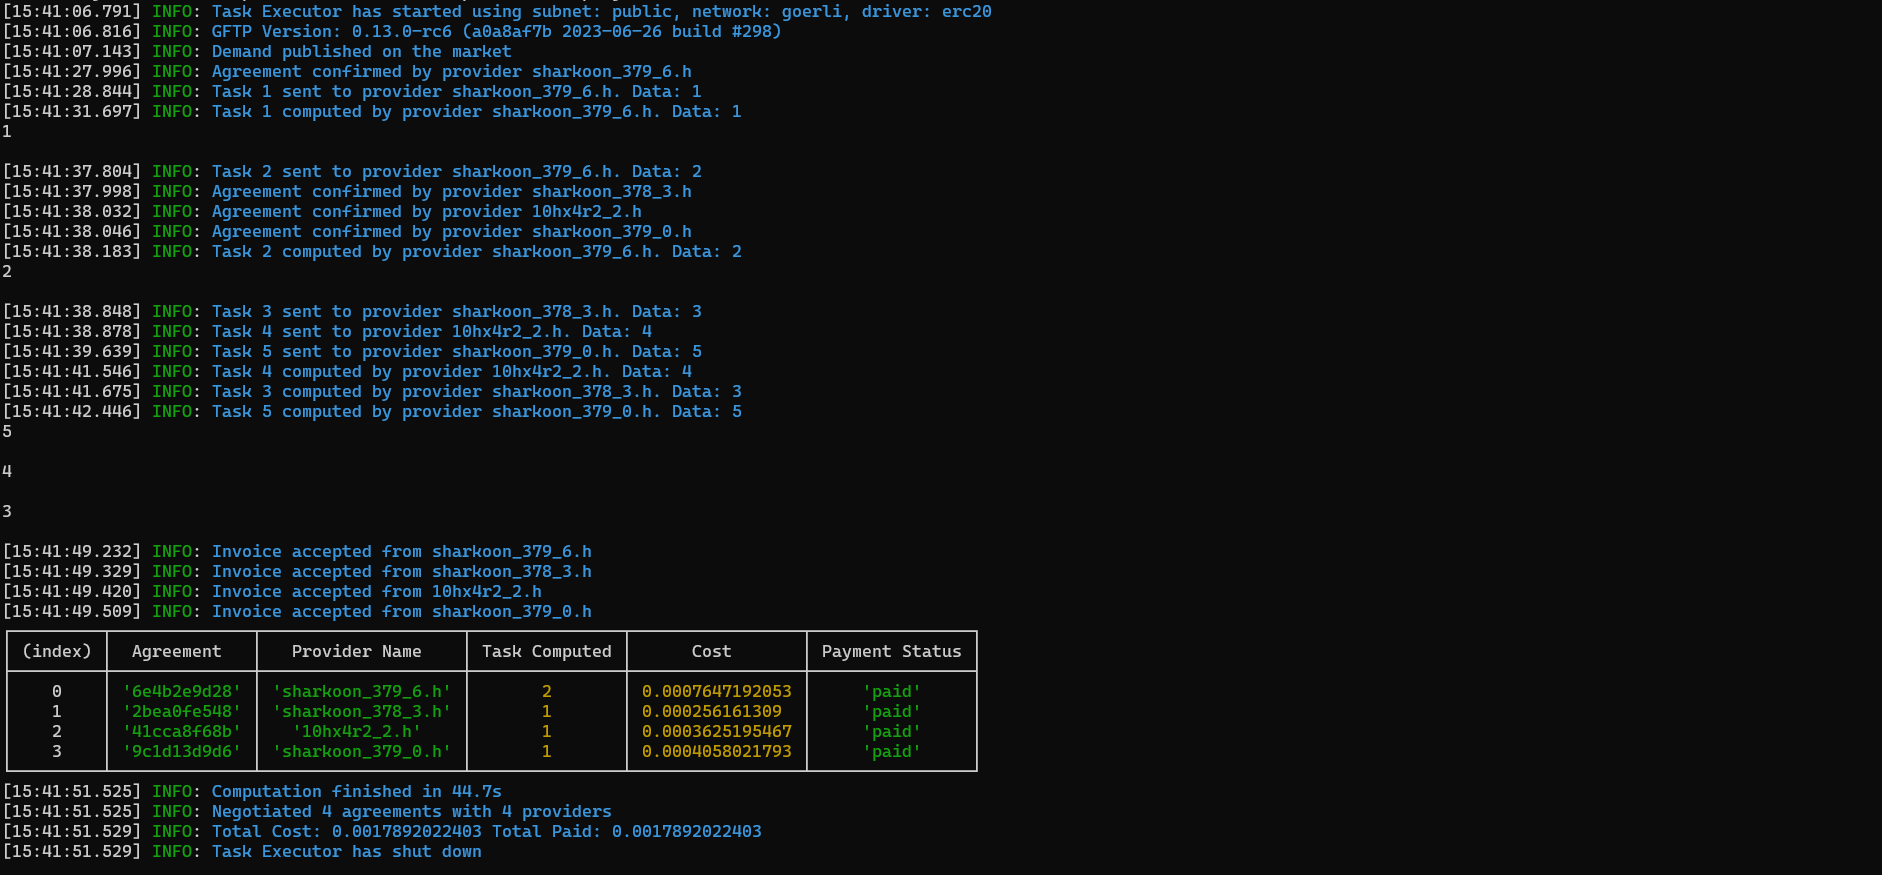 [15:41:06.791] INFO: Task Executor has started using subnet: public, network: goerli, driver: erc20
[15:41:06.816] INFO: GFTP Version: 0.13.0-rc6 (a0a8af7b 2023-06-26 build #298)
[15:41:07.143] INFO: Demand published on the market
[15:41:27.996] INFO: Agreement confirmed by provider sharkoon_379_6.h
[15:41:28.844] INFO: Task 1 sent to provider sharkoon_379_6.h. Data: 1
[15:41:31.697] INFO: Task 1 computed by provider sharkoon_379_6.h. Data: 1
1
[15:41:37.804] INFO: Task 2 sent to provider sharkoon_379_6.h. Data: 2
[15:41:37.998] INFO: Agreement confirmed by provider sharkoon_378_3.h
[15:41:38.032] INFO: Agreement confirmed by provider 10hx4r2_2.h
[15:41:38.046] INFO: Agreement confirmed by provider sharkoon_379_0.h
[15:41:38.183] INFO: Task 2 computed by provider sharkoon_379_6.h. Data: 2
2
[15:41:38.848] INFO: Task 3 sent to provider sharkoon_378_3.h. Data: 3
[15:41:38.878] INFO: Task 4 sent to provider 10hx4r2_2.h. Data: 4
[15:41:39.639] INFO: Task 5 sent to provider sharkoon_379_0.h. Data: 5
[15:41:41.546] INFO: Task 4 computed by provider 10hx4r2_2.h. Data: 4
[15:41:41.675] INFO: Task 3 computed by provider sharkoon_378_3.h. Data: 3
[15:41:42.446] INFO: Task 5 computed by provider sharkoon_379_0.h. Data: 5
5
4
3
[15:41:49.232] INFO: Invoice accepted from sharkoon_379_6.h
[15:41:49.329] INFO: Invoice accepted from sharkoon_378_3.h
[15:41:49.420] INFO: Invoice accepted from 10hx4r2_2.h
[15:41:49.509] INFO: Invoice accepted from sharkoon_379_0.h
(index) Agreement Provider Name Task Computed Cost Payment Status
0 '6e4b2e9d28' 'sharkoon_379_6.h' 2 0.0007647192053 'paid'
1 '2bea0fe548' 'sharkoon_378_3.h' 1 0.000256161309 'paid'
2 '41cca8f68b' '10hx4r2_2.h' 1 0.0003625195467 'paid'
3 '9c1d13d9d6' 'sharkoon_379_0.h' 1 0.0004058021793 'paid'
[15:41:51.525] INFO: Computation finished in 44.7s
[15:41:51.525] INFO: Negotiated 4 agreements with 4 providers
[15:41:51.529] INFO: Total Cost: 0.0017892022403 Total Paid: 0.0017892022403
[15:41:51.529] INFO: Task Executor has shut down